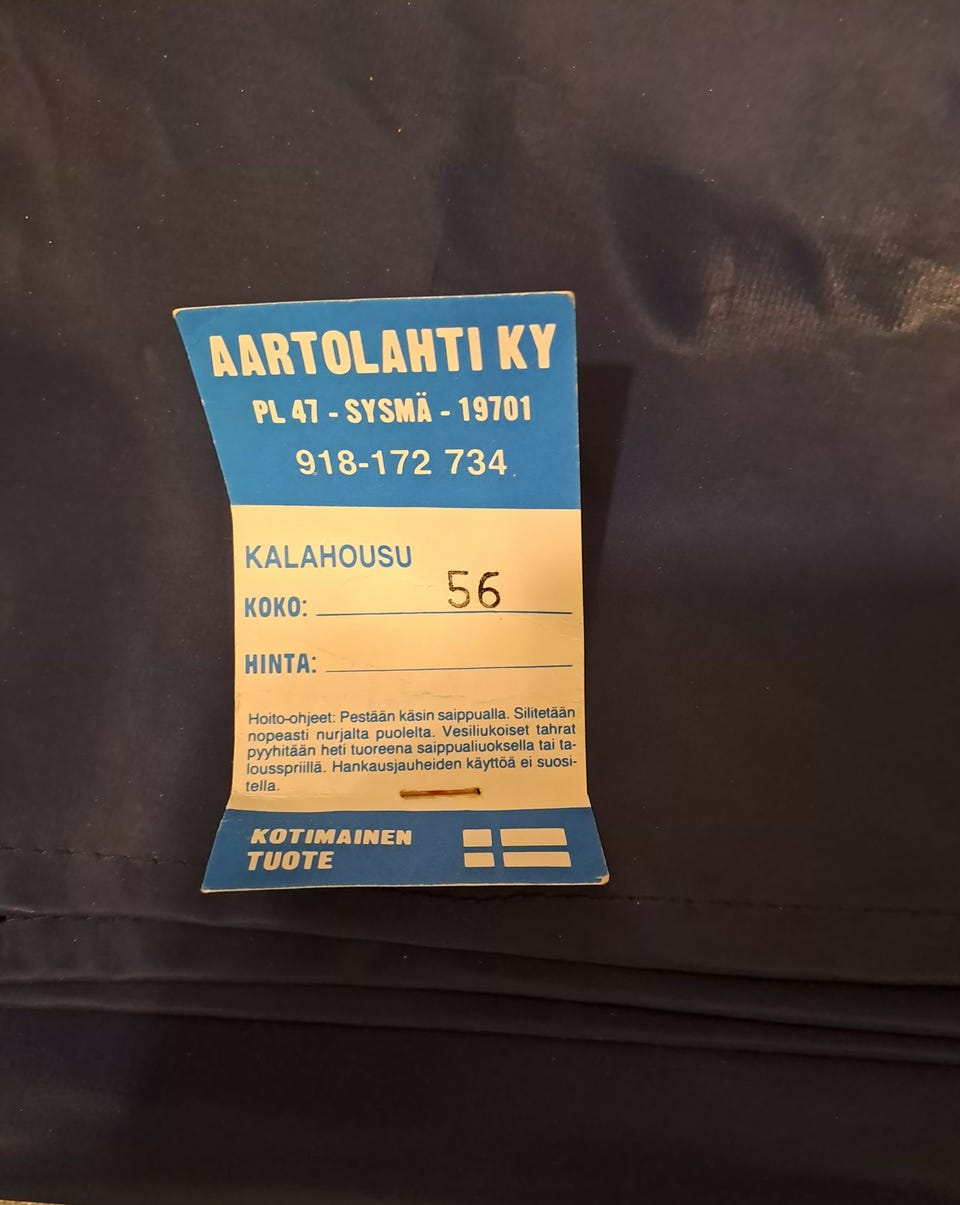 AARTOLAHTI KY
PL 47 - SYSMÄ - 19701
918-172 734
KALAHOUSU
KOKO: 56
HINTA:
Hoito-ohjeet: Pestään käsin saippualla. Silitetään
nopeasti nurjalta puolelta. Vesiliukoiset tahrat
pyyhitään heti tuoreena saippualiuoksella tai ta-
lousspriillä. Hankausjauheiden käyttöä ei suosi-
tella.
KOTIMAINEN
TUOTE